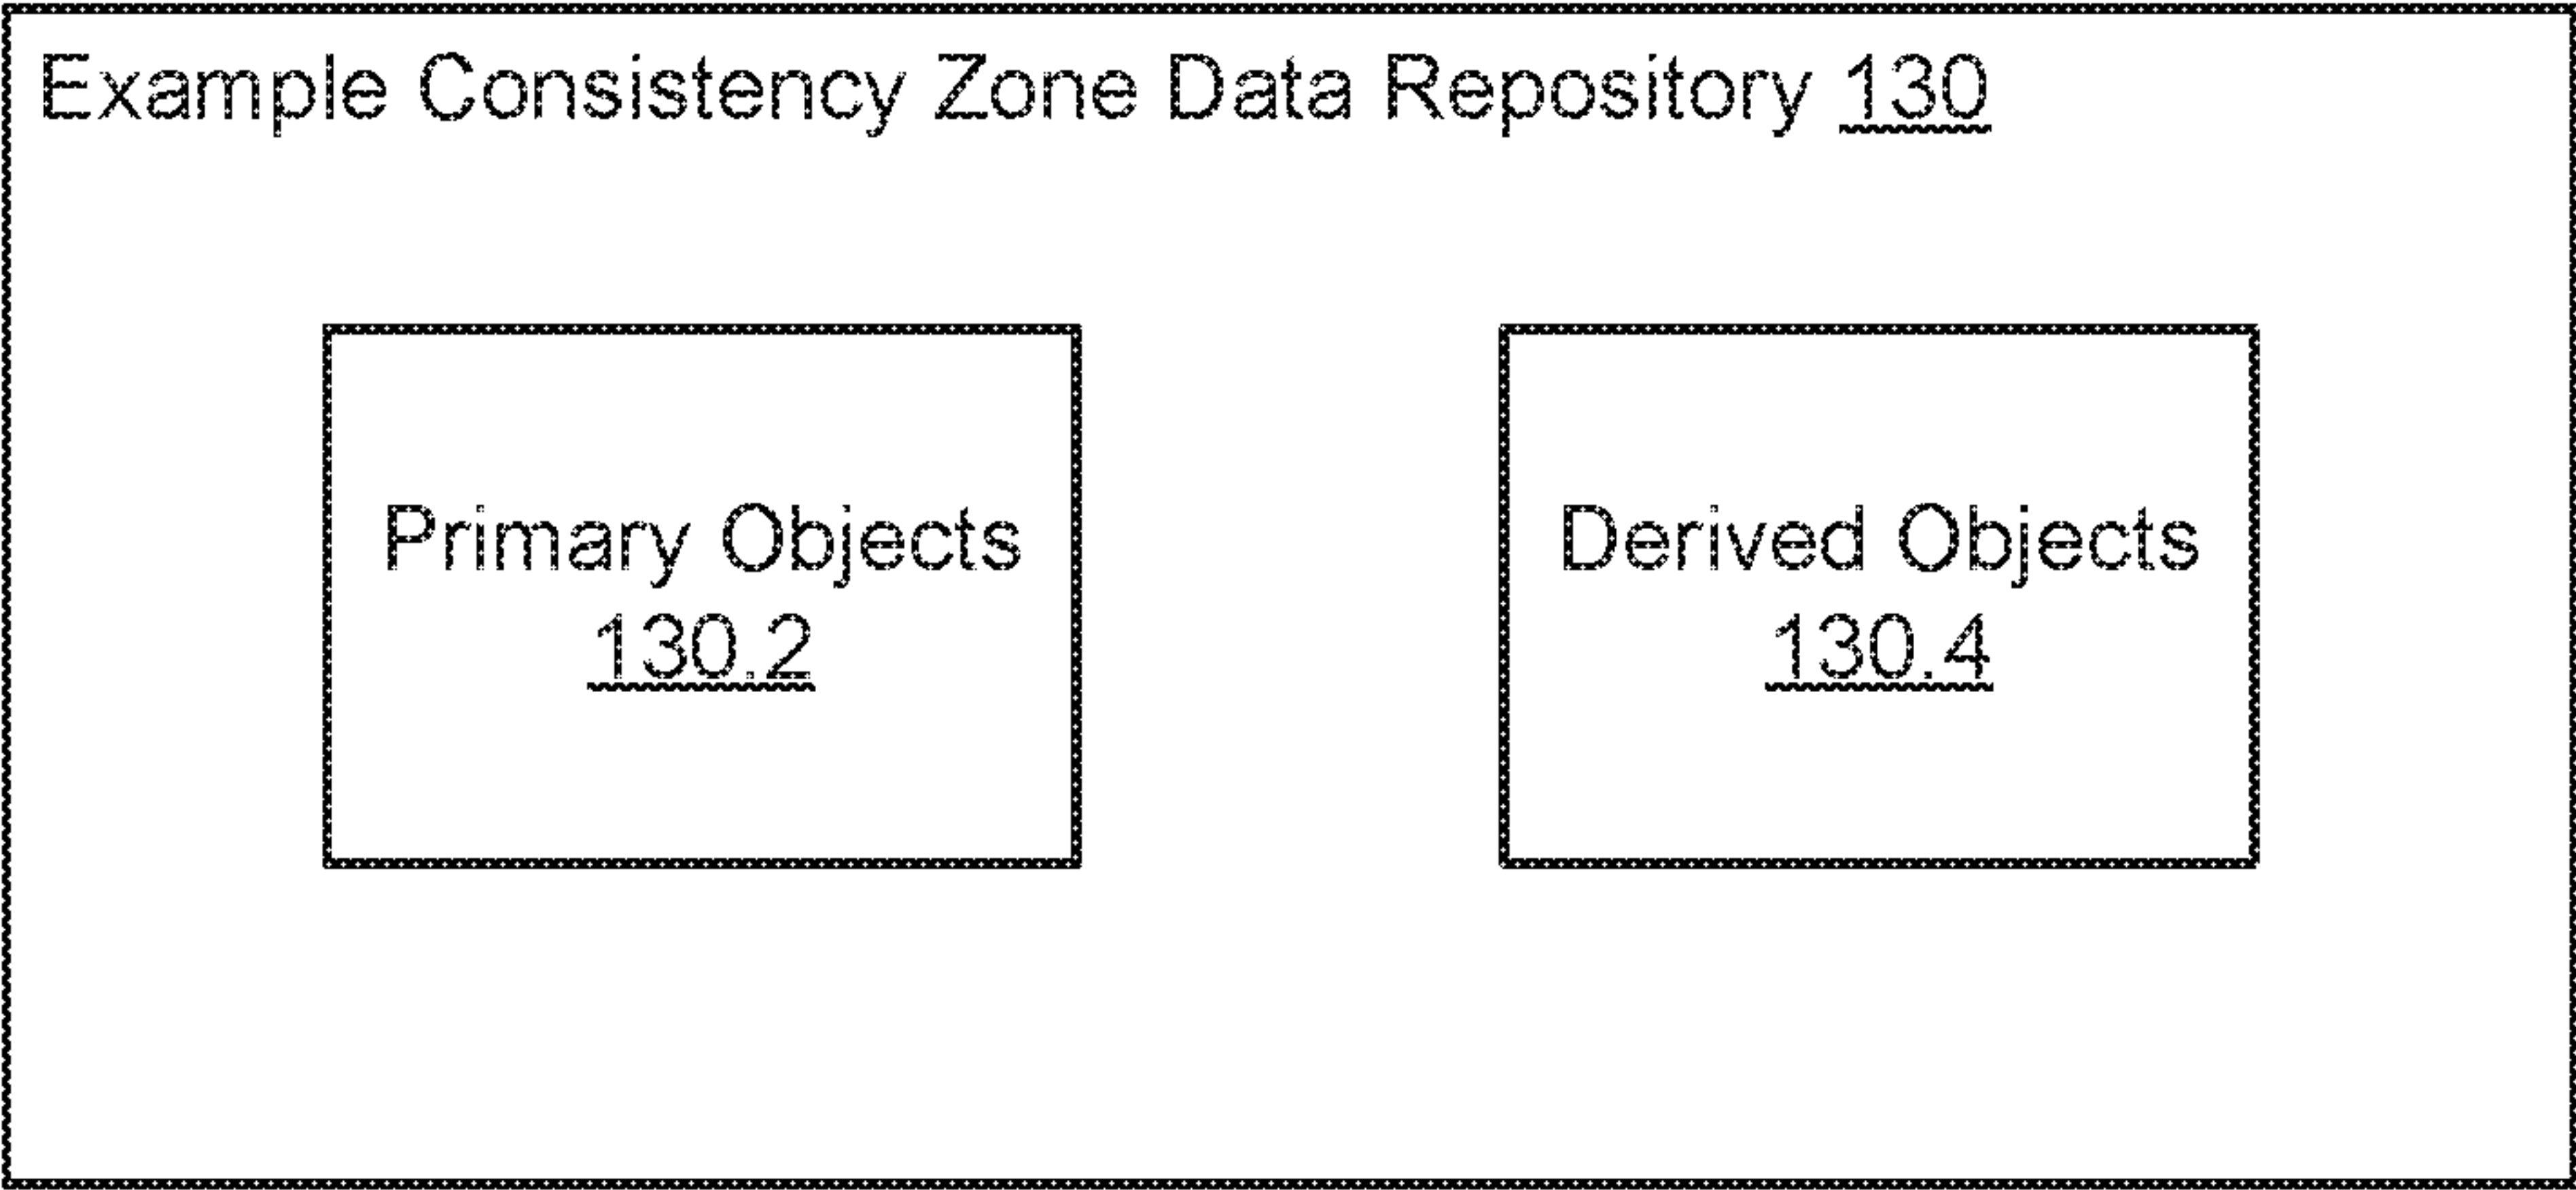 Example Consistency Zone Data Repository 130
Primary Objects
130.2
Derived Objects
130.4